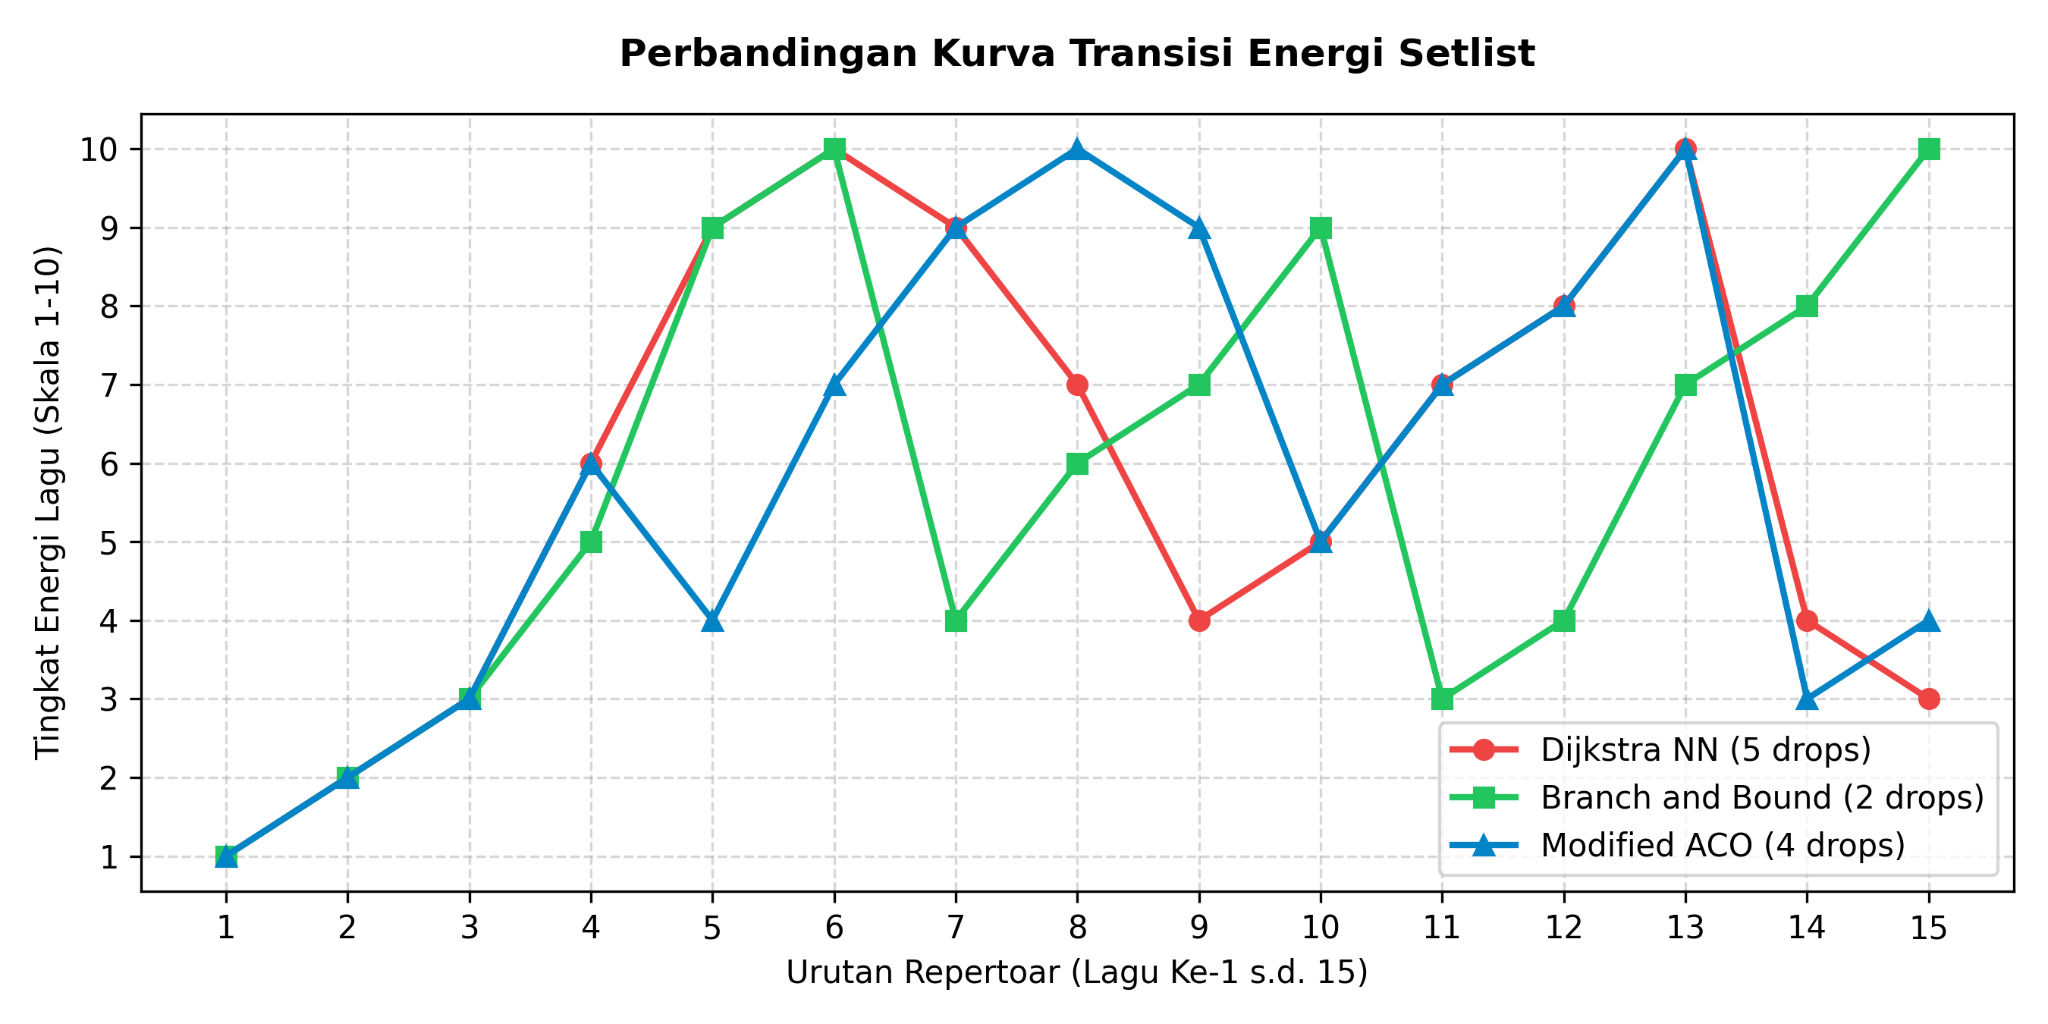 Perbandingan Kurva Transisi Energi Setlist
Tingkat Energi Lagu (Skala 1-10)
10
9
8
7
6
5
4
3
2
1
1 2 3 4 5 6 7 8 9 10 11 12 13 14 15
Urutan Repertoar (Lagu Ke-1 s.d. 15)
Dijkstra NN (5 drops)
Branch and Bound (2 drops)
Modified ACO (4 drops)